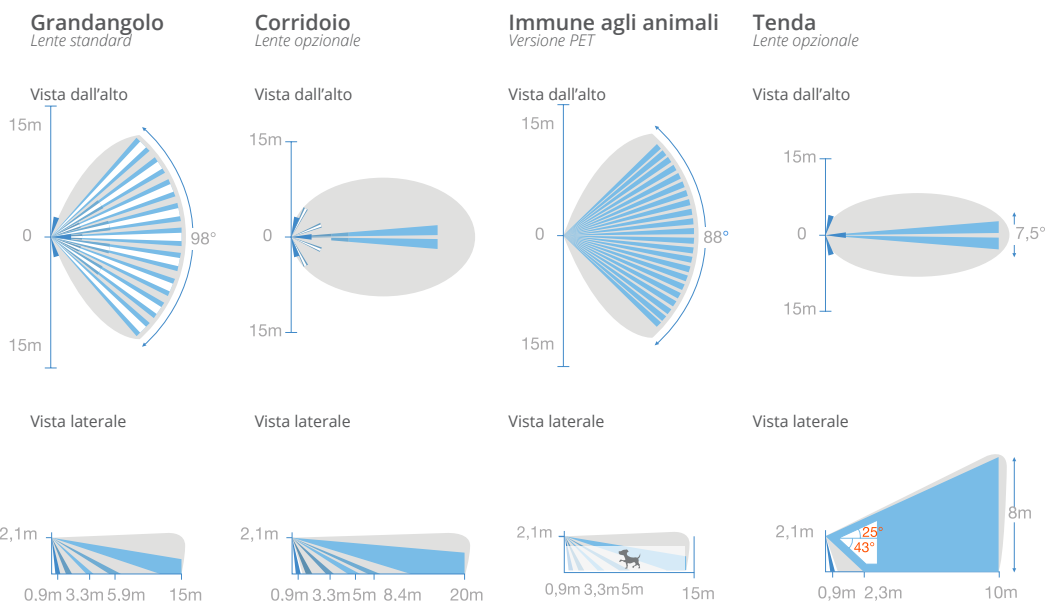 Grandangolo
Lente standard
Vista dall'alto
15m
0
98°
15m
Vista laterale
2,1m
0,9m 3,3m 5,9m 15m
Corridoio
Lente opzionale
Vista dall'alto
15m
0
15m
Vista laterale
2,1m
0,9m 3,3m 5m 8,4m 20m
Immune agli animali
Versione PET
Vista dall'alto
15m
0
88°
15m
Vista laterale
2,1m
0,9m 3,3m 5m 15m
Tenda
Lente opzionale
Vista dall'alto
15m
0
7,5°
15m
Vista laterale
2,1m
25°
43°
8m
0,9m 2,3m 10m